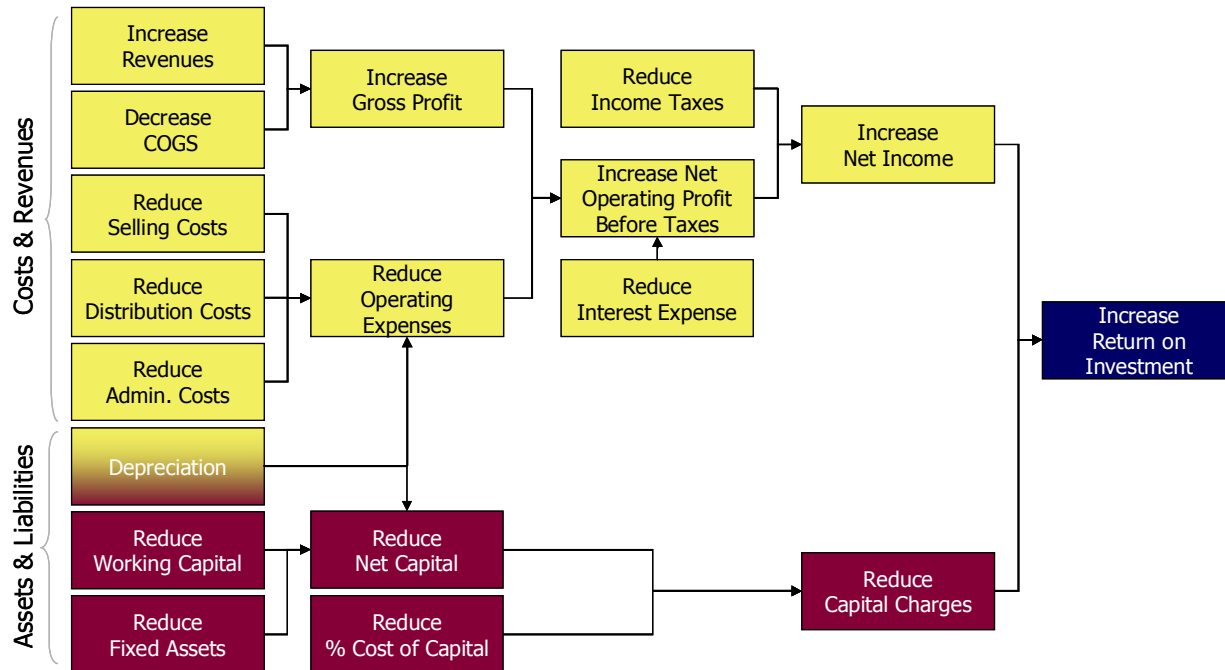 Costs & Revenues
Increase
Revenues
Decrease
COGS
Reduce
Selling Costs
Reduce
Distribution Costs
Reduce
Admin. Costs
Increase
Gross Profit
Reduce
Operating
Expenses
Reduce
Income Taxes
Increase Net
Operating Profit
Before Taxes
Reduce
Interest Expense
Increase
Net Income
Increase
Return on
Investment
Assets & Liabilities
Depreciation
Reduce
Working Capital
Reduce
Fixed Assets
Reduce
Net Capital
Reduce
% Cost of Capital
Reduce
Capital Charges